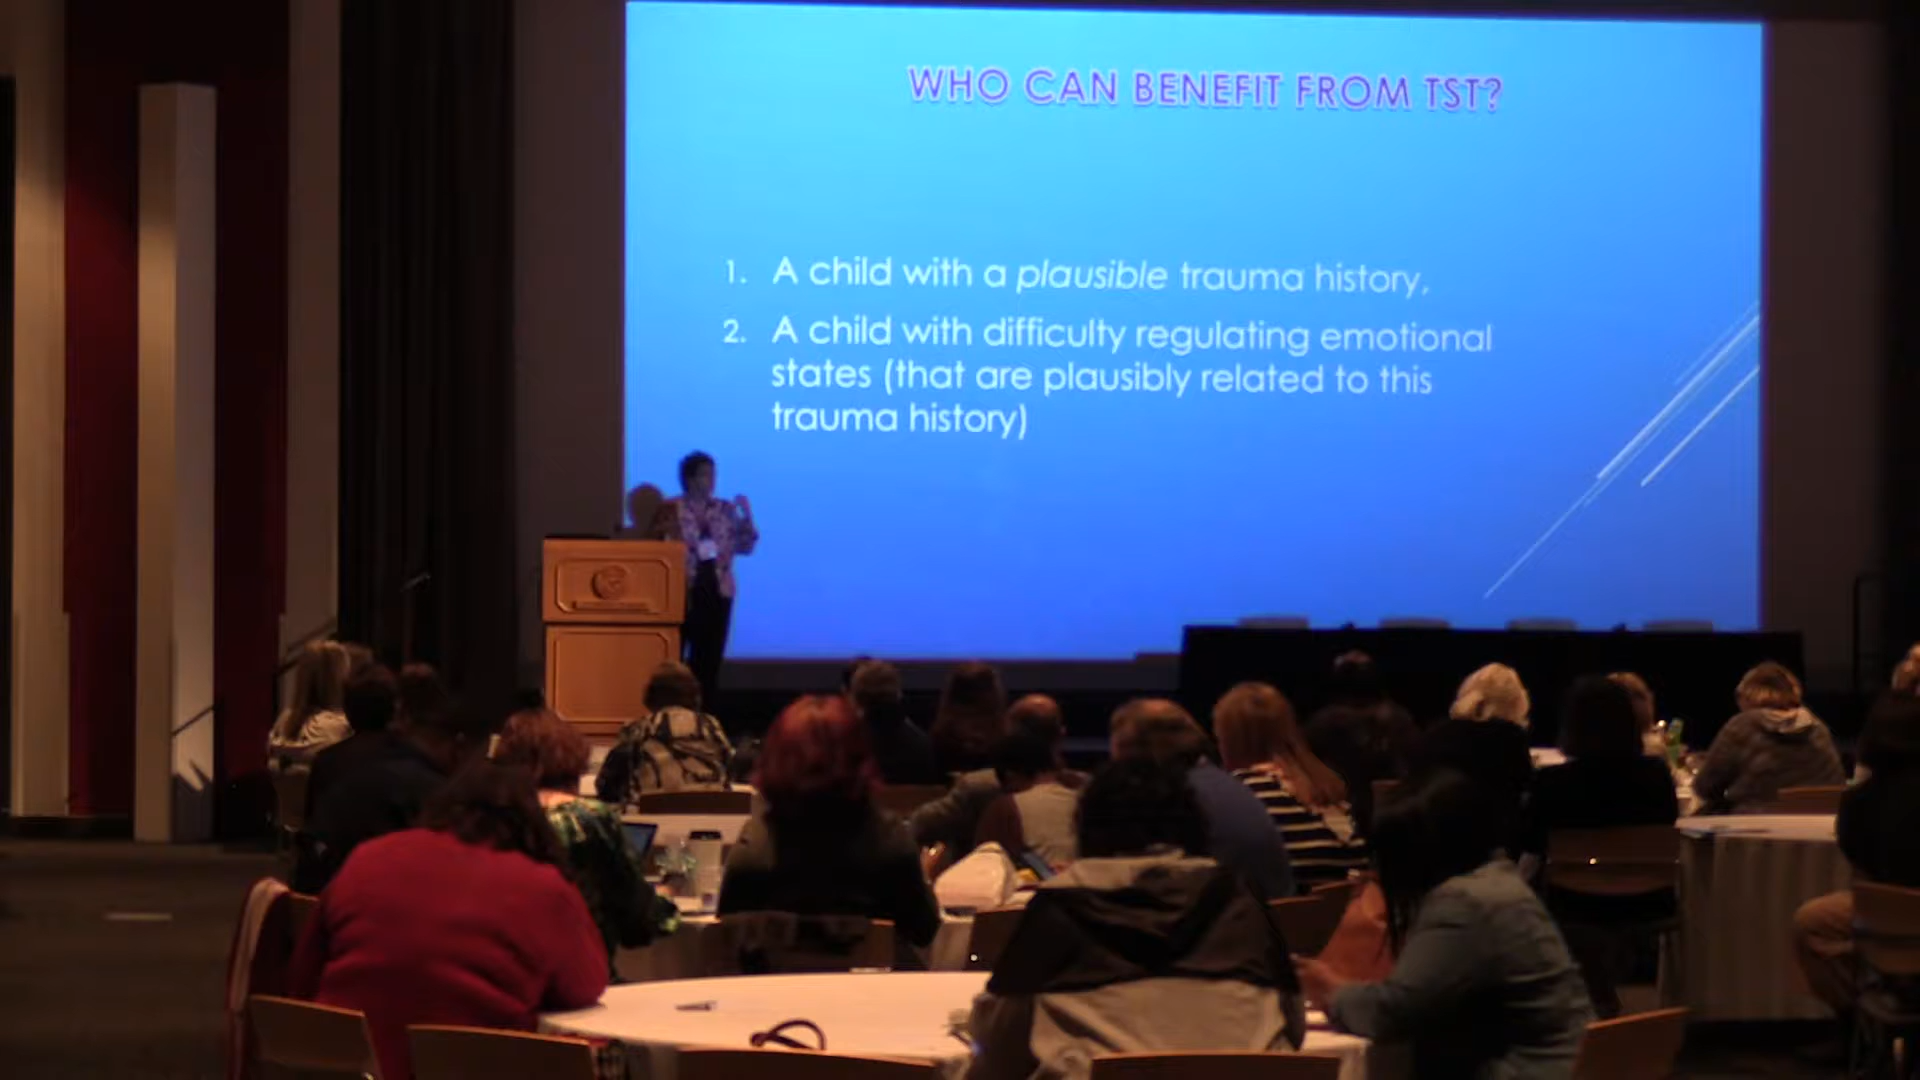 WHO CAN BENEFIT FROM TST?
1. A child with a plausible trauma history,
2. A child with difficulty regulating emotional
states (that are plausibly related to this
trauma history)